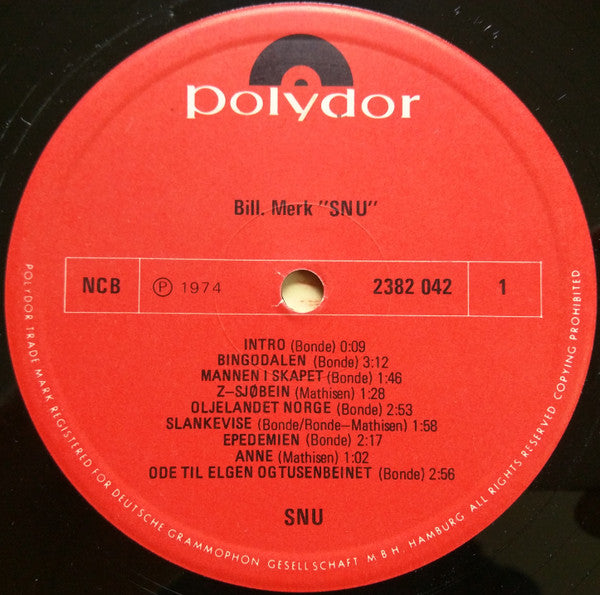 polydor
Bill. Merk "SNU"
NCB ℗ 1974 2382 042 1
INTRO (Bonde) 0:09
BINGODALEN (Bonde) 3:12
MANNEN I SKAPET (Bonde) 1:46
Z-SJØBEIN (Mathisen) 1:28
OLJELANDET NORGE (Bonde) 2:53
SLANKEVISE (Bonde/Bonde-Mathisen) 1:58
EPEDEMIEN (Bonde) 2:17
ANNE (Mathisen) 1:02
ODE TIL ELGEN OG TUSENBEINET (Bonde) 2:56
SNU
POLYDOR TRADE MARK REGISTERED FOR DEUTSCHE GRAMMOPHON GESELLSCHAFT M B H, HAMBURG ALL RIGHTS RESERVED COPYING PROHIBITED